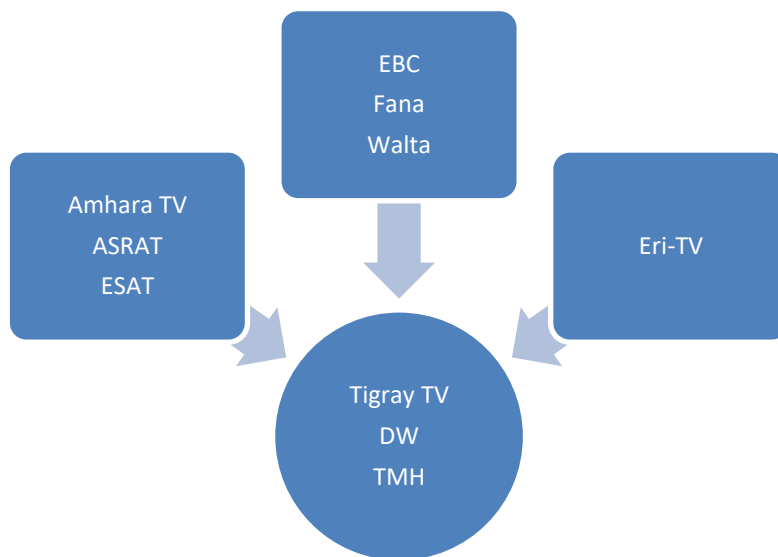 EBC
Fana
Walta
Amhara TV
ASRAT
ESAT
Eri-TV
Tigray TV
DW
TMH